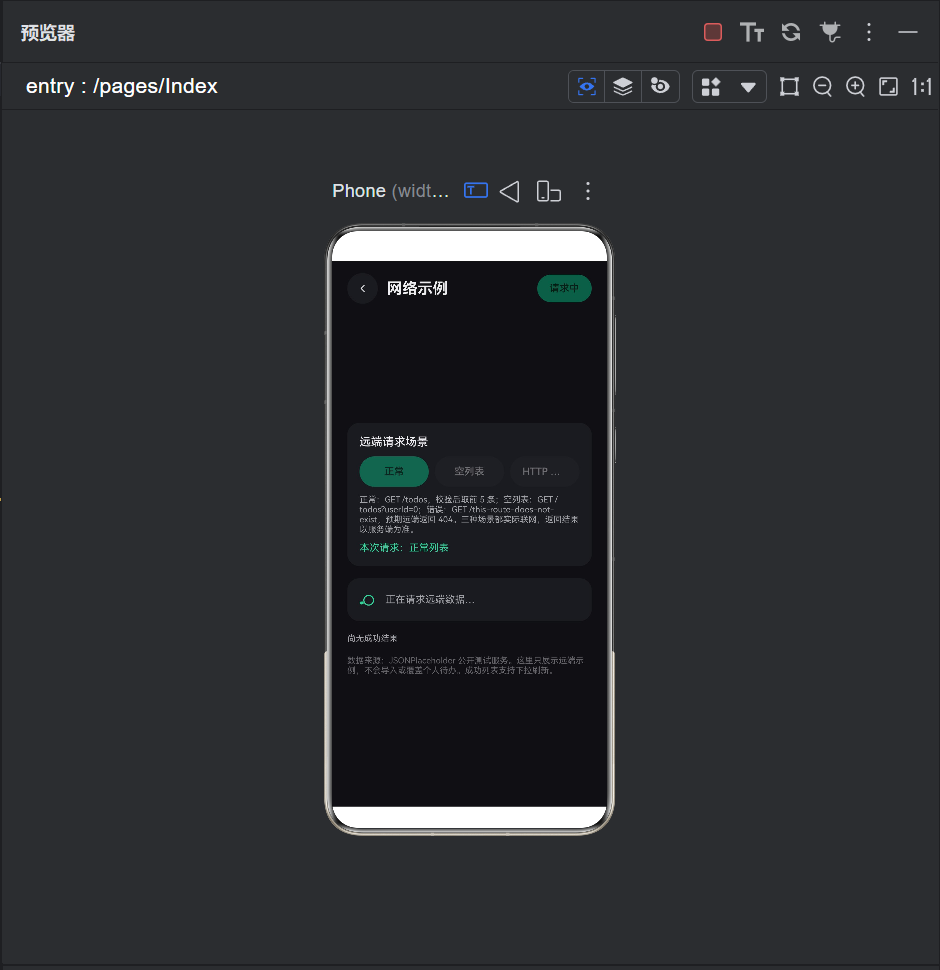 预览器
entry : /pages/Index
1:1
Phone (widt...
网络示例
请求中
远端请求场景
正常
空列表
HTTP ...
正常：GET /todos，校验后取前 5 条；空列表：GET /
todos?userId=0；错误：GET /this-route-does-not-
exist，预期远端返回 404。三种场景都实际联网，返回结果
以服务端为准。
本次请求：正常列表
正在请求远端数据...
尚无成功结果
数据来源：JSONPlaceholder 公开测试服务。这里只展示远端示
例，不会导入或覆盖个人待办。成功列表支持下拉刷新。